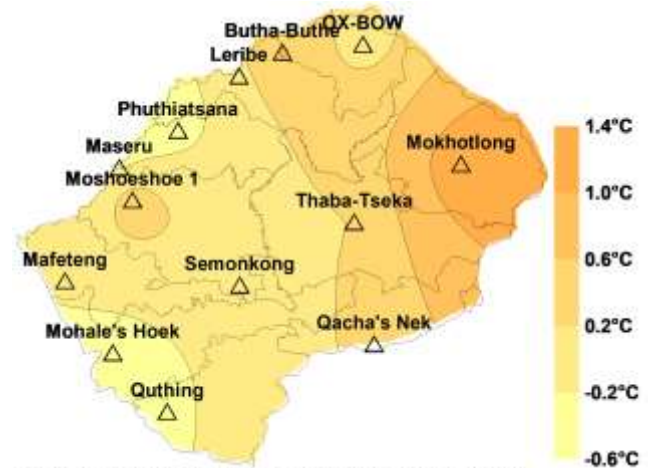 OX-BOW
Butha-Buthe
Leribe
Phuthiatsana
Maseru
Moshoeshoe 1
Mokhotlong
Thaba-Tseka
Mafeteng
Semonkong
Mohale's Hoek
Qacha's Nek
Quthing
1.4°C
1.0°C
0.6°C
0.2°C
-0.2°C
-0.6°C